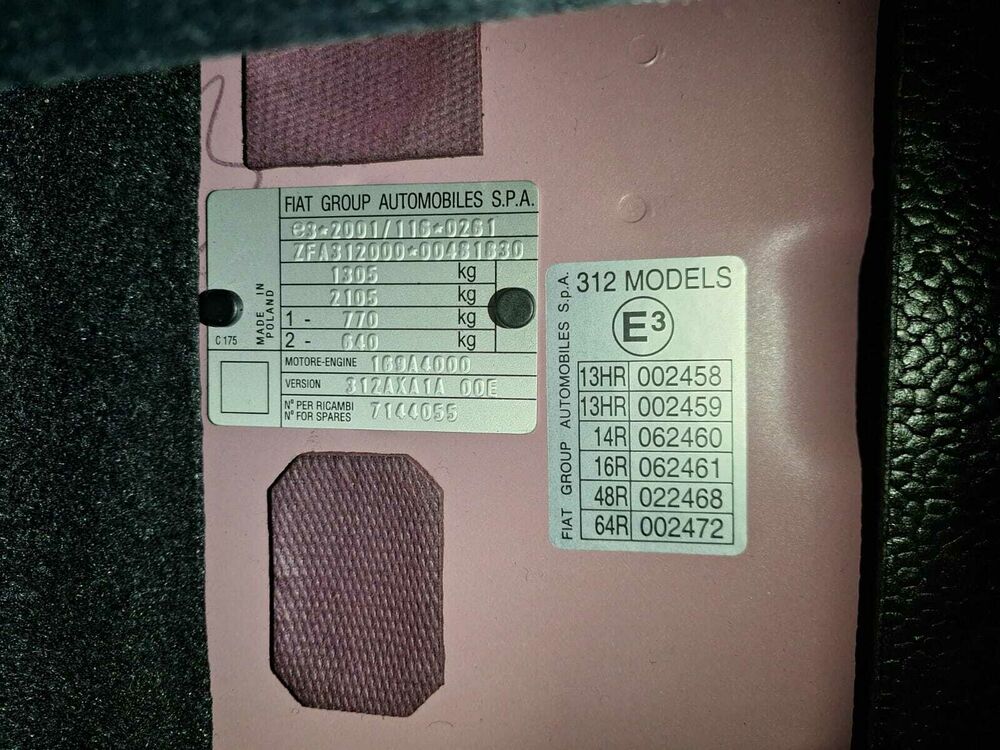 FIAT GROUP AUTOMOBILES S.P.A.
e3*2001/116*0261
ZFA312000*00481830
1305 kg
2105 kg
1 - 770 kg
2 - 640 kg
MOTORE-ENGINE 169A4000
VERSION 312AXA1A 00E
N° PER RICAMBI
N° FOR SPARES 7144055
MADE IN
POLAND
C 175
312 MODELS
E3
13HR 002458
13HR 002459
14R 062460
16R 062461
48R 022468
64R 002472
FIAT GROUP AUTOMOBILES S.p.A.